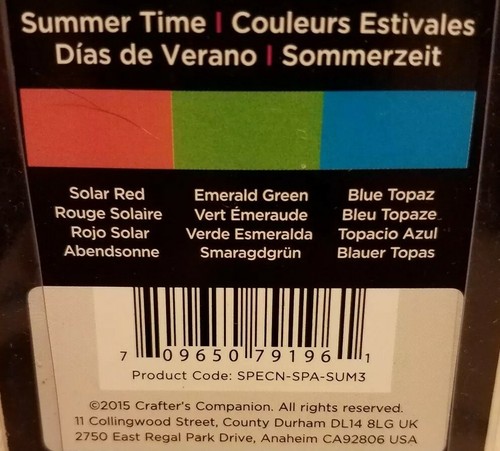 Summer Time | Couleurs Estivales
Días de Verano | Sommerzeit
Solar Red
Rouge Solaire
Rojo Solar
Abendsonne
Emerald Green
Vert Émeraude
Verde Esmeralda
Smaragdgrün
Blue Topaz
Bleu Topaze
Topacio Azul
Blauer Topas
7 09650 79196 1
Product Code: SPECN-SPA-SUM3
©2015 Crafter's Companion. All rights reserved.
11 Collingwood Street, County Durham DL14 8LG UK
2750 East Regal Park Drive, Anaheim CA92806 USA